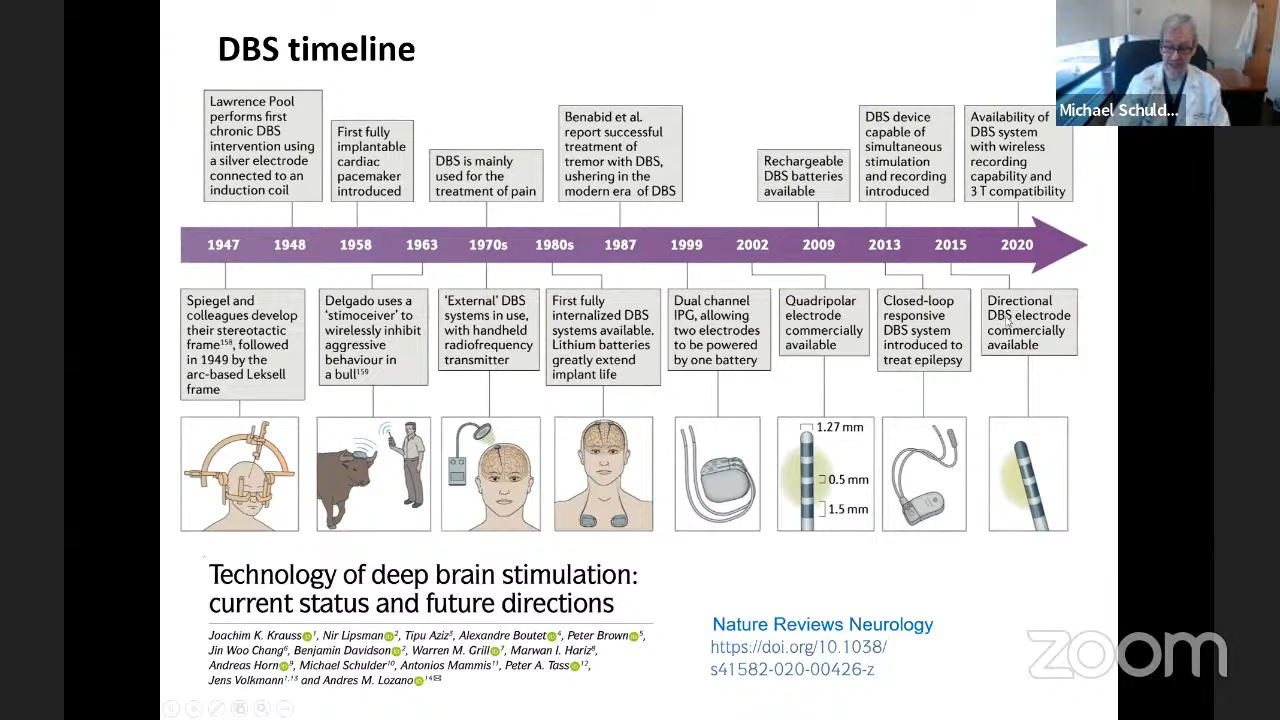 DBS timeline
Michael Schuld...
Lawrence Pool
performs first
chronic DBS
intervention using
a silver electrode
connected to an
induction coil
First fully
implantable
cardiac
pacemaker
introduced
DBS is mainly
used for the
treatment of pain
Benabid et al.
report successful
treatment of
tremor with DBS,
ushering in the
modern era of DBS
Rechargeable
DBS batteries
available
DBS device
capable of
simultaneous
stimulation
and recording
introduced
Availability of
DBS system
with wireless
recording
capability and
3 T compatibility
1947 1948 1958 1963 1970s 1980s 1987 1999 2002 2009 2013 2015 2020
Spiegel and
colleagues develop
their stereotactic
frame¹⁵⁸, followed
in 1949 by the
arc-based Leksell
frame
Delgado uses a
‘stimoceiver’ to
wirelessly inhibit
aggressive
behaviour in
a bull¹⁵⁹
‘External’ DBS
systems in use,
with handheld
radiofrequency
transmitter
First fully
internalized DBS
systems available.
Lithium batteries
greatly extend
implant life
Dual channel
IPG, allowing
two electrodes
to be powered
by one battery
Quadripolar
electrode
commercially
available
Closed-loop
responsive
DBS system
introduced to
treat epilepsy
Directional
DBS electrode
commercially
available
1.27 mm
0.5 mm
1.5 mm
Technology of deep brain stimulation:
current status and future directions
Joachim K. Krauss¹, Nir Lipsman², Tipu Aziz³, Alexandre Boutet⁴, Peter Brown⁵,
Jin Woo Chang⁶, Benjamin Davidson², Warren M. Grill⁷, Marwan I. Hariz⁸,
Andreas Horn⁹, Michael Schulder¹⁰, Antonios Mammis¹¹, Peter A. Tass¹²,
Jens Volkmann¹·¹³ and Andres M. Lozano¹⁴✉
Nature Reviews Neurology
https://doi.org/10.1038/
s41582-020-00426-z
zoom